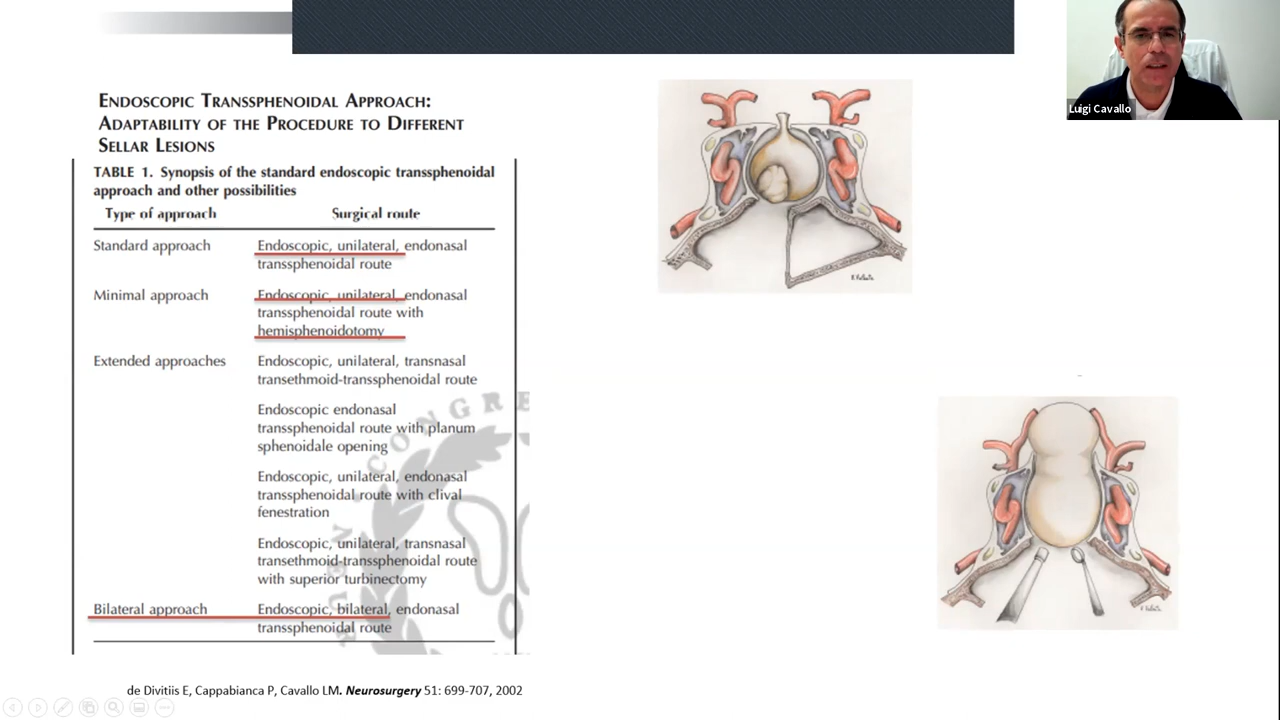 Luigi Cavallo
ENDOSCOPIC TRANSSPHENOIDAL APPROACH:
ADAPTABILITY OF THE PROCEDURE TO DIFFERENT
SELLAR LESIONS
TABLE 1. Synopsis of the standard endoscopic transsphenoidal
approach and other possibilities
Type of approach Surgical route
Standard approach Endoscopic, unilateral, endonasal
transsphenoidal route
Minimal approach Endoscopic, unilateral, endonasal
transsphenoidal route with
hemisphenoidotomy
Extended approaches Endoscopic, unilateral, transnasal
transethmoid-transsphenoidal route
Endoscopic endonasal
transsphenoidal route with planum
sphenoidale opening
Endoscopic, unilateral, endonasal
transsphenoidal route with clival
fenestration
Endoscopic, unilateral, transnasal
transethmoid-transsphenoidal route
with superior turbinectomy
Bilateral approach Endoscopic, bilateral, endonasal
transsphenoidal route
de Divitiis E, Cappabianca P, Cavallo LM. Neurosurgery 51: 699-707, 2002